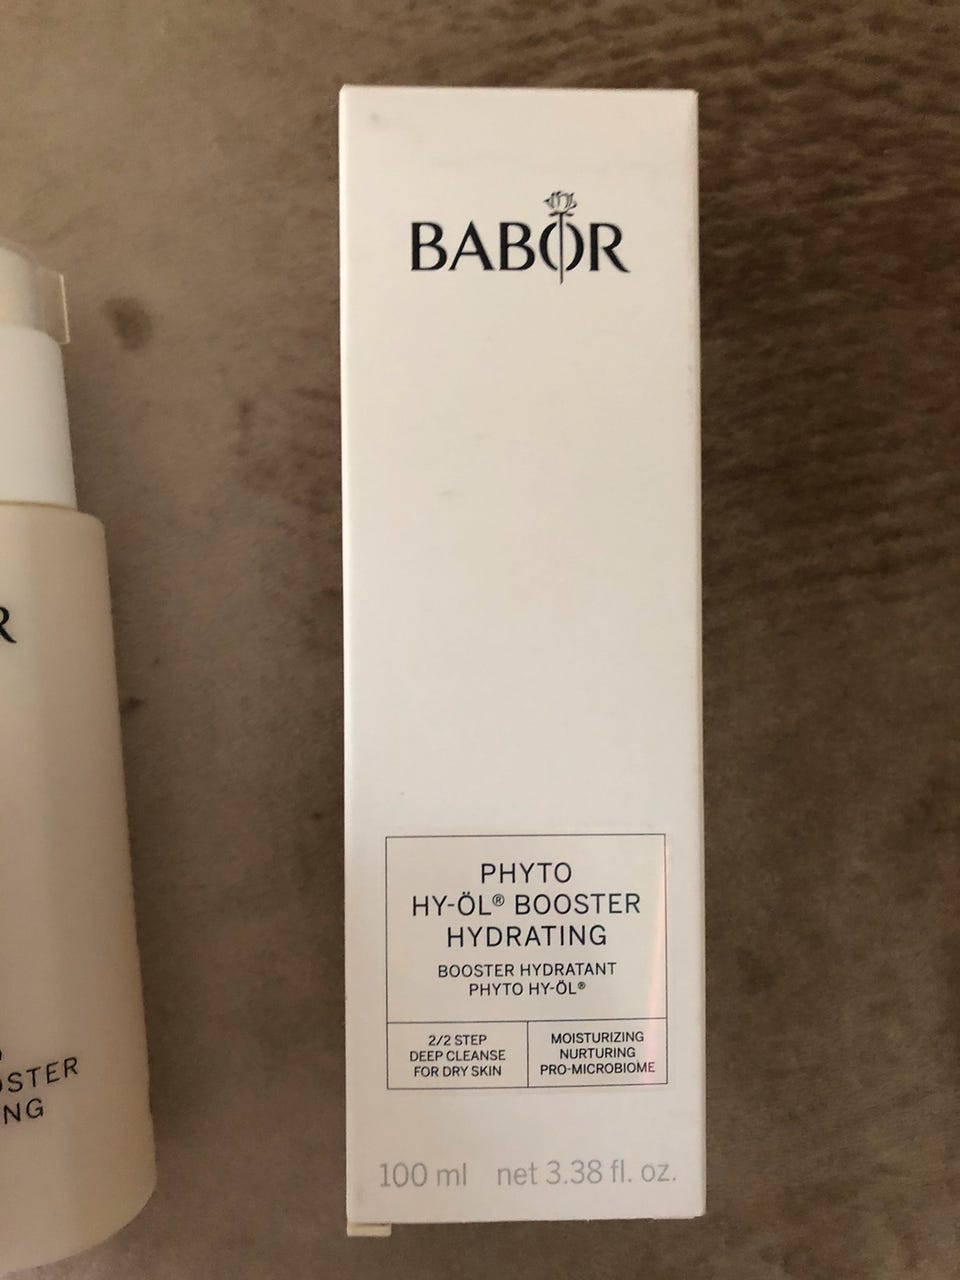 BABOR
PHYTO
HY-ÖL® BOOSTER
HYDRATING
BOOSTER HYDRATANT
PHYTO HY-ÖL®
2/2 STEP
DEEP CLEANSE
FOR DRY SKIN
MOISTURIZING
NURTURING
PRO-MICROBIOME
100 ml net 3.38 fl. oz.
R
OSTER
NG